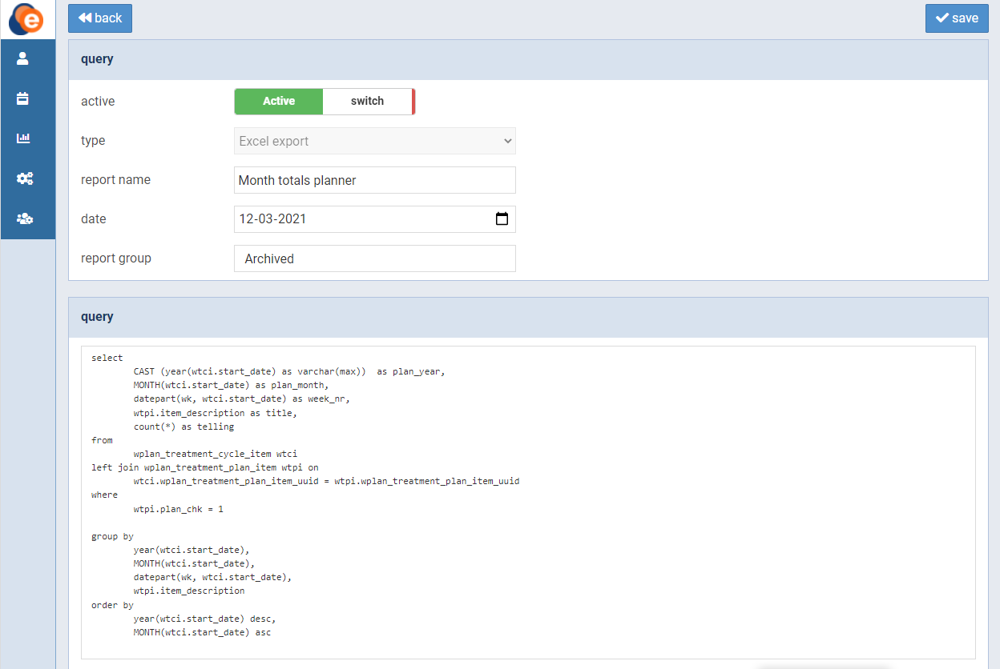 e
back
save
query
active
Active switch
type
Excel export
report name
Month totals planner
date
12-03-2021
report group
Archived
query
select
CAST (year(wtci.start_date) as varchar(max))  as plan_year,
MONTH(wtci.start_date) as plan_month,
datepart(wk, wtci.start_date) as week_nr,
wtpi.item_description as title,
count(*) as telling
from
wplan_treatment_cycle_item wtci
left join wplan_treatment_plan_item wtpi on
wtci.wplan_treatment_plan_item_uuid = wtpi.wplan_treatment_plan_item_uuid
where
wtpi.plan_chk = 1
group by
year(wtci.start_date),
MONTH(wtci.start_date),
datepart(wk, wtci.start_date),
wtpi.item_description
order by
year(wtci.start_date) desc,
MONTH(wtci.start_date) asc